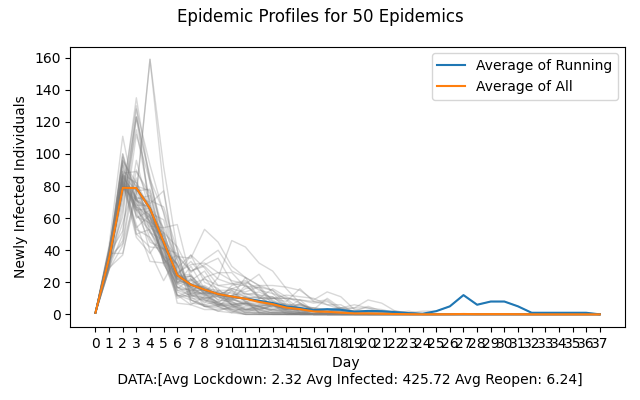 Epidemic Profiles for 50 Epidemics
Average of Running
Average of All
160
140
120
100
80
60
40
20
0
Newly Infected Individuals
0 1 2 3 4 5 6 7 8 9 10 11 12 13 14 15 16 17 18 19 20 21 22 23 24 25 26 27 28 29 30 31 32 33 34 35 36 37
Day
DATA:[Avg Lockdown: 2.32 Avg Infected: 425.72 Avg Reopen: 6.24]